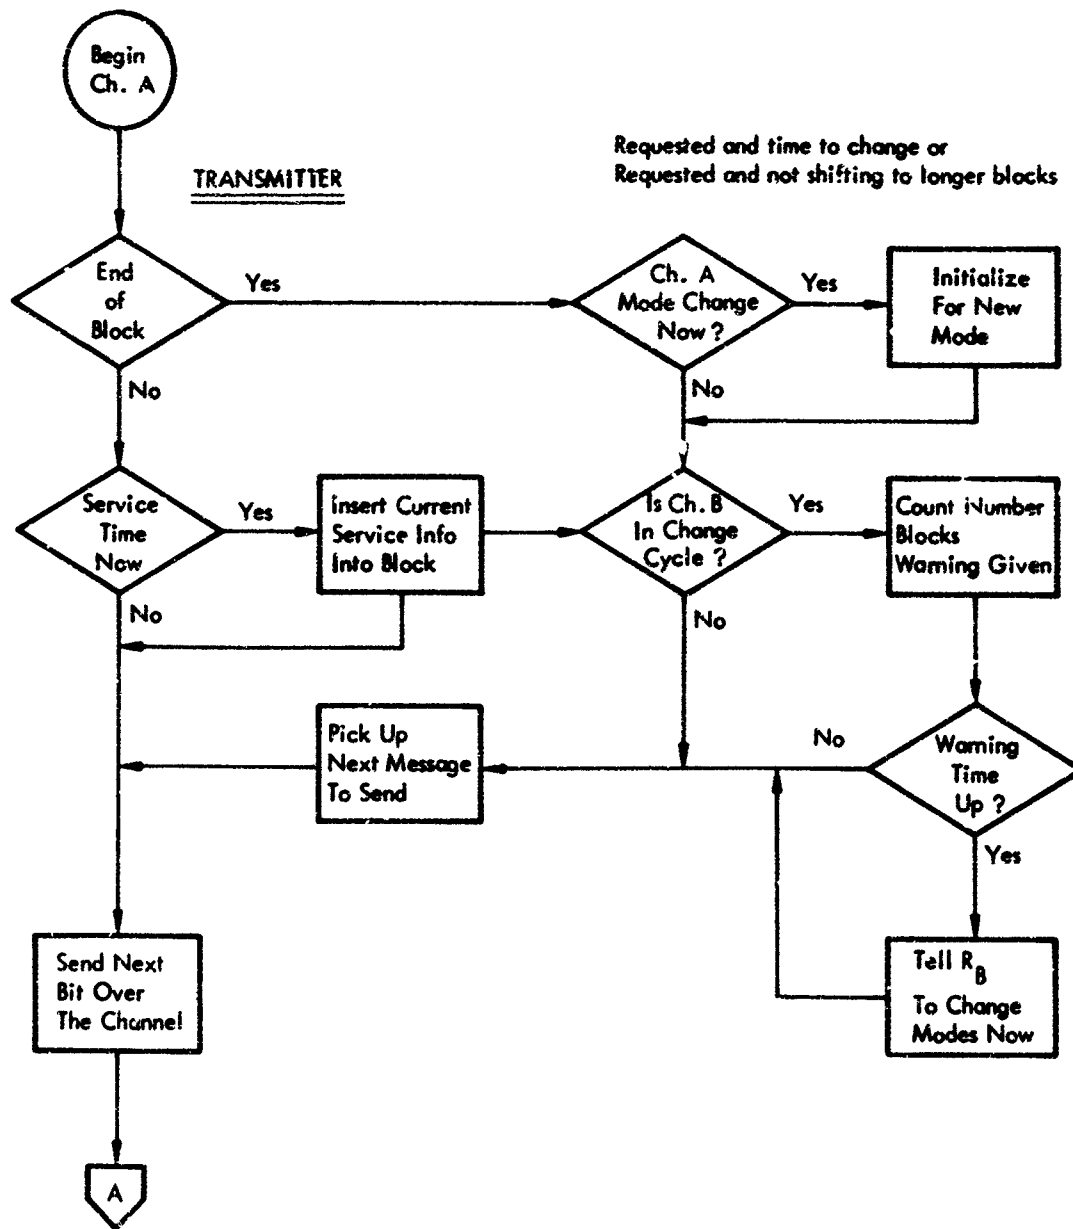 Begin
Ch. A
TRANSMITTER
Requested and time to change or
Requested and not shifting to longer blocks
End
of
Block
Yes
No
Ch. A
Mode Change
Now ?
Yes
No
Initialize
For New
Mode
Service
Time
Now
Yes
No
Insert Current
Service Info
Into Block
Is Ch. B
In Change
Cycle ?
Yes
No
Count Number
Blocks
Warning Given
Pick Up
Next Message
To Send
No
Warning
Time
Up ?
Yes
Send Next
Bit Over
The Channel
Tell R
B
To Change
Modes Now
A